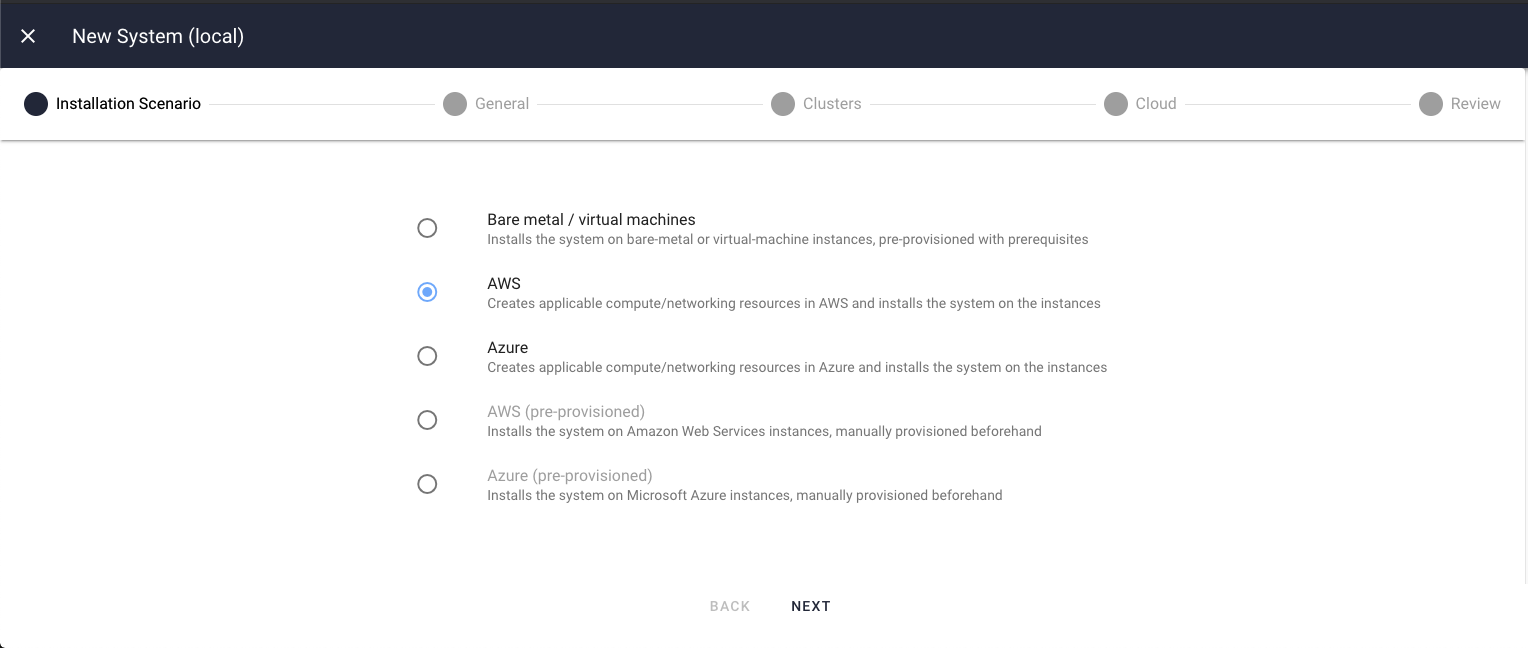 New System (local)
Installation Scenario
General
Clusters
Cloud
Review
Bare metal / virtual machines
Installs the system on bare-metal or virtual-machine instances, pre-provisioned with prerequisites
AWS
Creates applicable compute/networking resources in AWS and installs the system on the instances
Azure
Creates applicable compute/networking resources in Azure and installs the system on the instances
AWS (pre-provisioned)
Installs the system on Amazon Web Services instances, manually provisioned beforehand
Azure (pre-provisioned)
Installs the system on Microsoft Azure instances, manually provisioned beforehand
BACK
NEXT